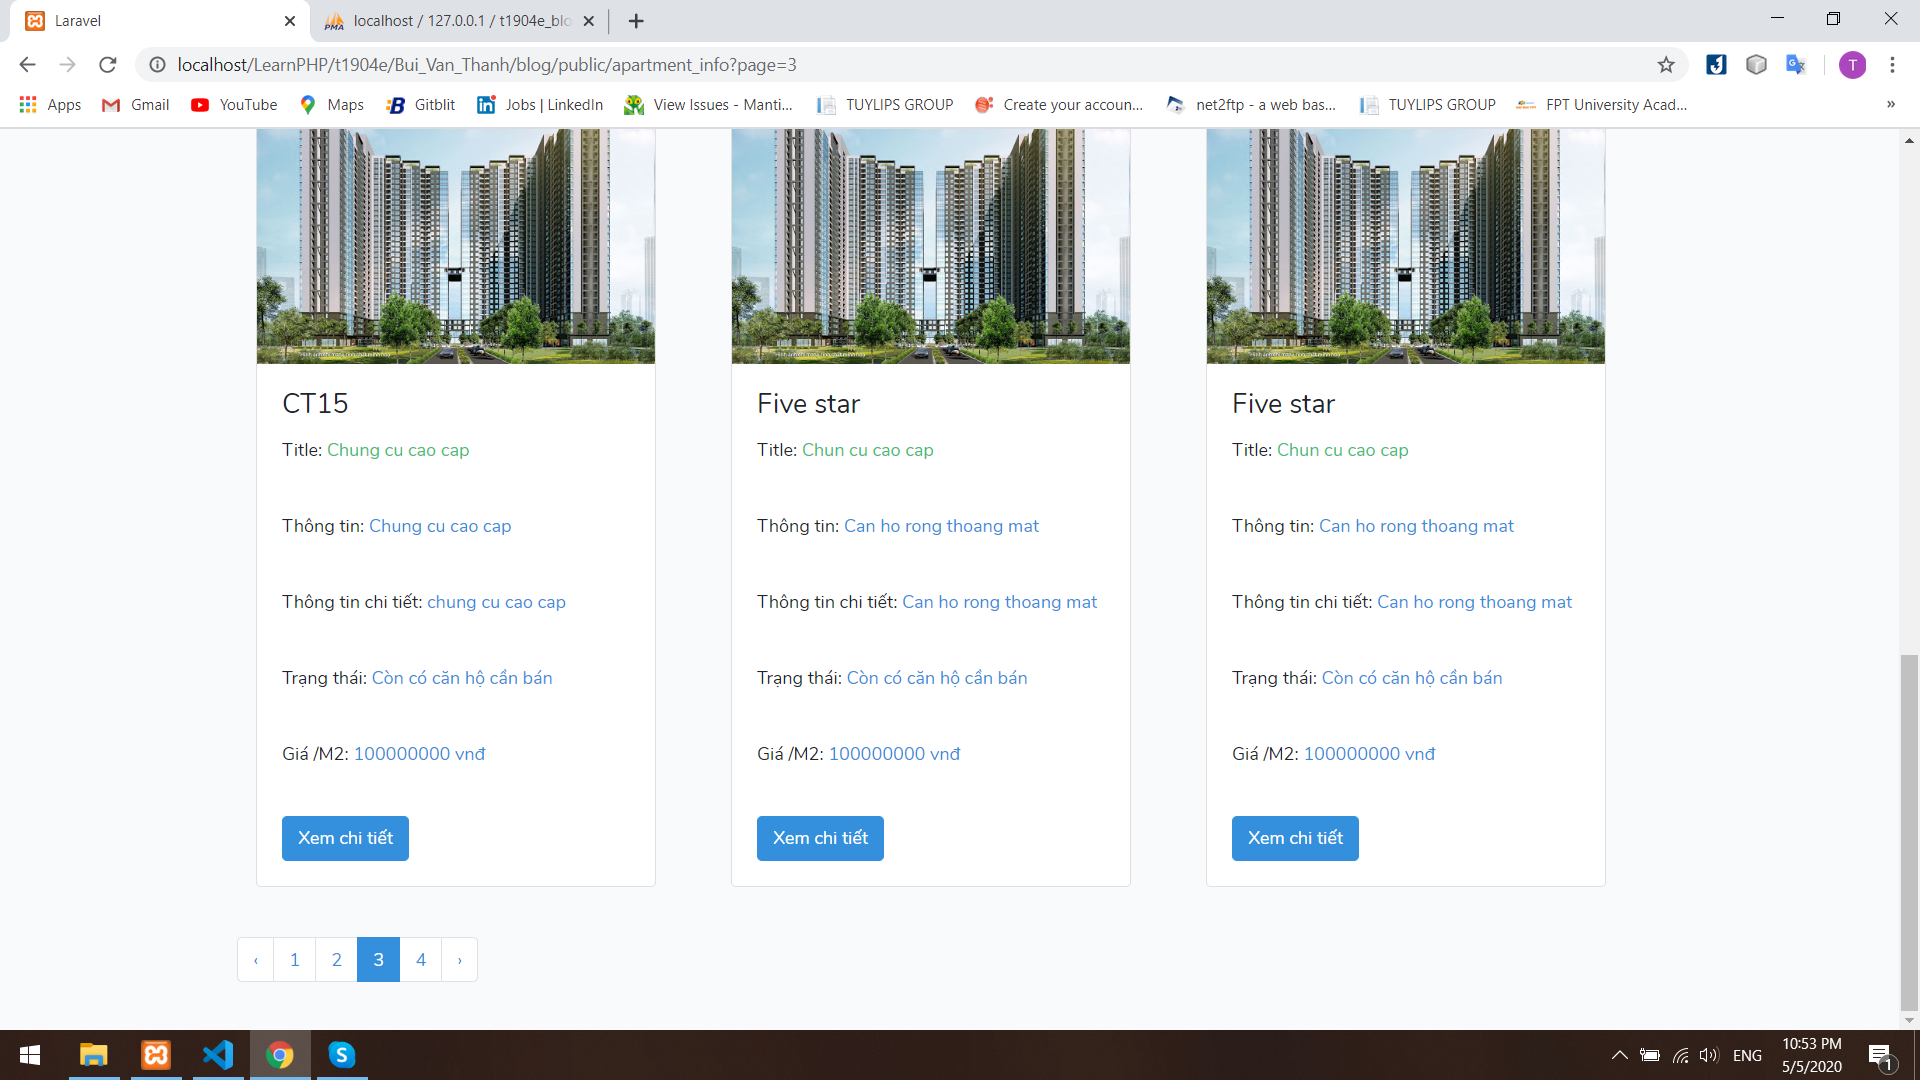 Laravel
localhost / 127.0.0.1 / t1904e_blo
localhost/LearnPHP/t1904e/Bui_Van_Thanh/blog/public/apartment_info?page=3
T
Apps
Gmail
YouTube
Maps
Gitblit
Jobs | LinkedIn
View Issues - Manti...
TUYLIPS GROUP
Create your accoun...
net2ftp - a web bas...
TUYLIPS GROUP
FPT University Acad...
»
CT15
Title: Chung cu cao cap
Thông tin: Chung cu cao cap
Thông tin chi tiết: chung cu cao cap
Trạng thái: Còn có căn hộ cần bán
Giá /M2: 100000000 vnđ
Xem chi tiết
Five star
Title: Chun cu cao cap
Thông tin: Can ho rong thoang mat
Thông tin chi tiết: Can ho rong thoang mat
Trạng thái: Còn có căn hộ cần bán
Giá /M2: 100000000 vnđ
Xem chi tiết
Five star
Title: Chun cu cao cap
Thông tin: Can ho rong thoang mat
Thông tin chi tiết: Can ho rong thoang mat
Trạng thái: Còn có căn hộ cần bán
Giá /M2: 100000000 vnđ
Xem chi tiết
‹ 1 2 3 4 ›
ENG
10:53 PM
5/5/2020
1